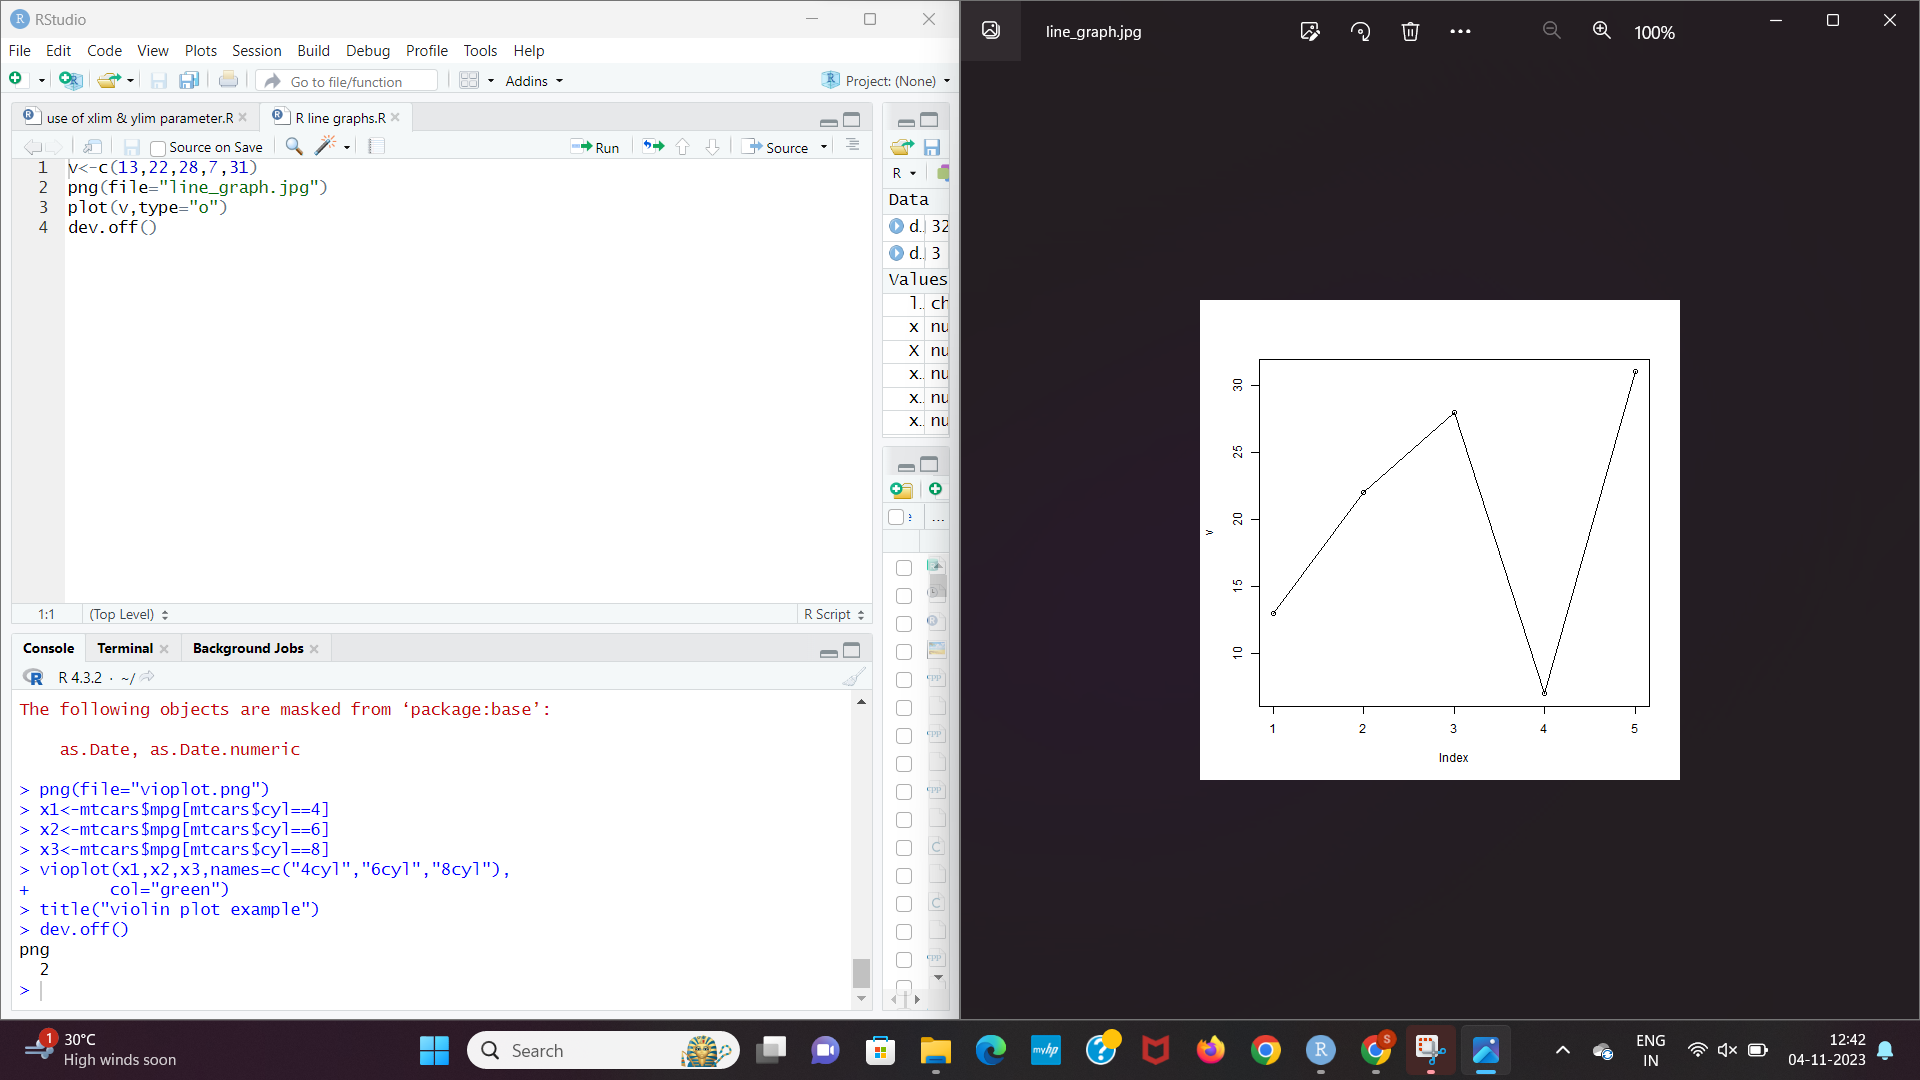 RStudio
File Edit Code View Plots Session Build Debug Profile Tools Help
Go to file/function Addins Project: (None)
use of xlim & ylim parameter.R R line graphs.R
Source on Save Run Source
1 v<-c(13,22,28,7,31)
2 png(file="line_graph.jpg")
3 plot(v,type="o")
4 dev.off()
1:1 (Top Level) R Script
Console Terminal Background Jobs
R 4.3.2 · ~/
The following objects are masked from ‘package:base’:
as.Date, as.Date.numeric
> png(file="vioplot.png")
> x1<-mtcars$mpg[mtcars$cyl==4]
> x2<-mtcars$mpg[mtcars$cyl==6]
> x3<-mtcars$mpg[mtcars$cyl==8]
> vioplot(x1,x2,x3,names=c("4cyl","6cyl","8cyl"),
+ col="green")
> title("violin plot example")
> dev.off()
png
2
>
R
Data
d.. 32
d.. 3
Values
l.. ch
x nu
X nu
x.. nu
x.. nu
x.. nu
...
line_graph.jpg 100%
30
25
20
15
10
v
1 2 3 4 5
Index
1 30°C
High winds soon
Search
myhp
S
ENG
IN
12:42
04-11-2023